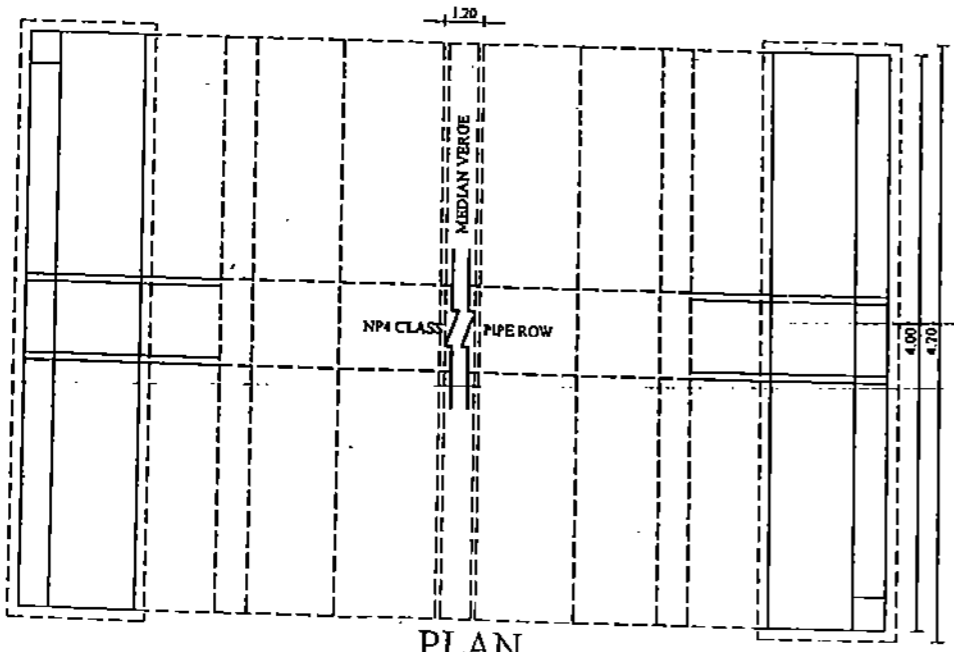 1.20
MEDIAN VERGE
NP4 CLASS PIPE ROW
4.00
4.70
PLAN